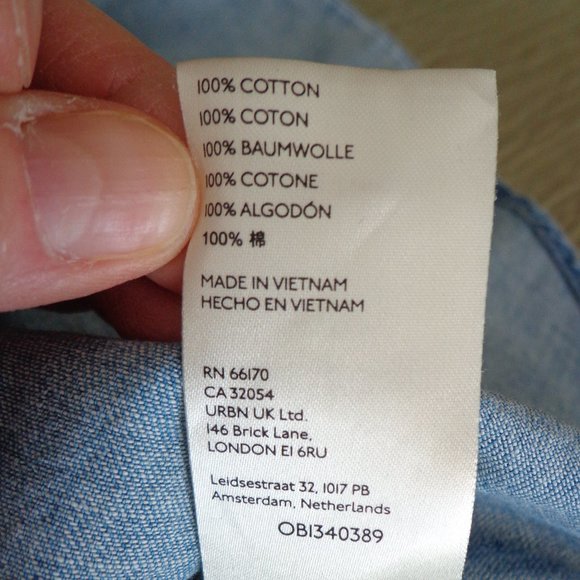 100% COTTON
100% COTON
100% BAUMWOLLE
100% COTONE
100% ALGODÓN
100% 棉
MADE IN VIETNAM
HECHO EN VIETNAM
RN 66170
CA 32054
URBN UK Ltd.
146 Brick Lane,
LONDON E1 6RU
Leidsestraat 32, 1017 PB
Amsterdam, Netherlands
OB1340389